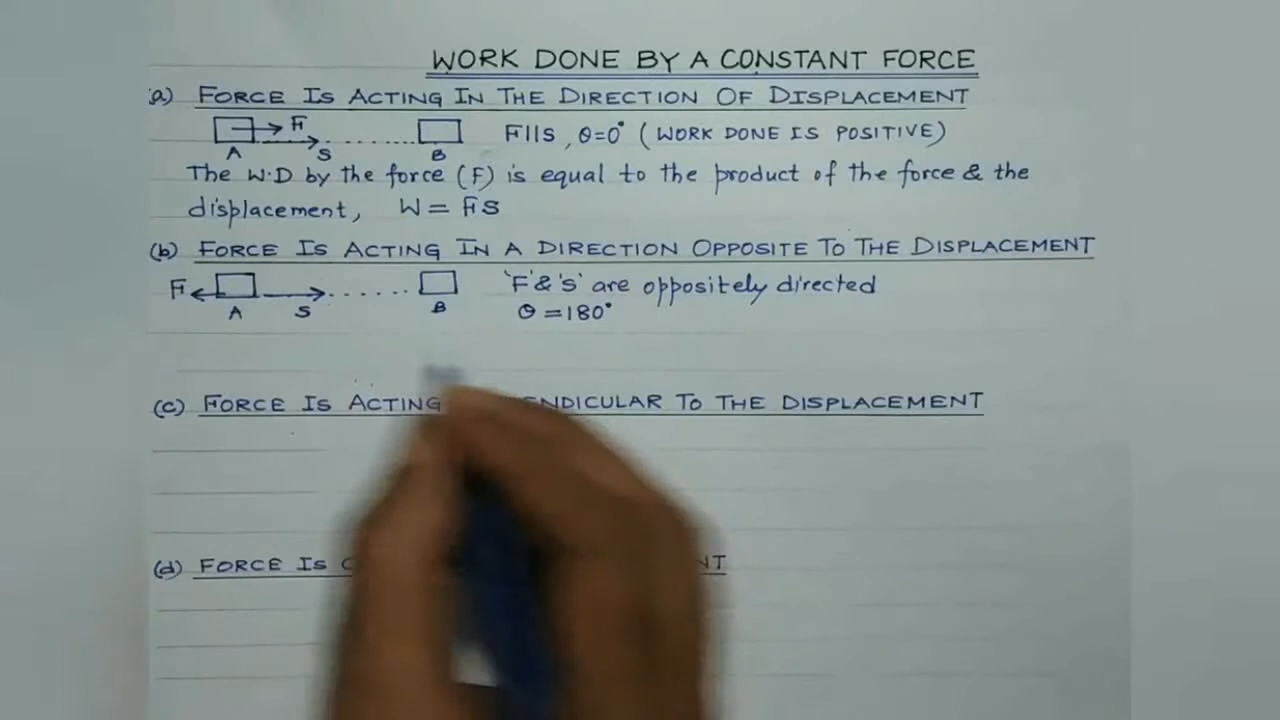 WORK DONE BY A CONSTANT FORCE
(a) FORCE IS ACTING IN THE DIRECTION OF DISPLACEMENT
F
F||S, θ=0° (WORK DONE IS POSITIVE)
A S B
The W.D by the force (F) is equal to the product of the force & the
displacement, W = FS
(b) FORCE IS ACTING IN A DIRECTION OPPOSITE TO THE DISPLACEMENT
F
'F' & 's' are oppositely directed
A S B
θ = 180°
(c) FORCE IS ACTING TO THE DISPLACEMENT
(d) FORCE IS